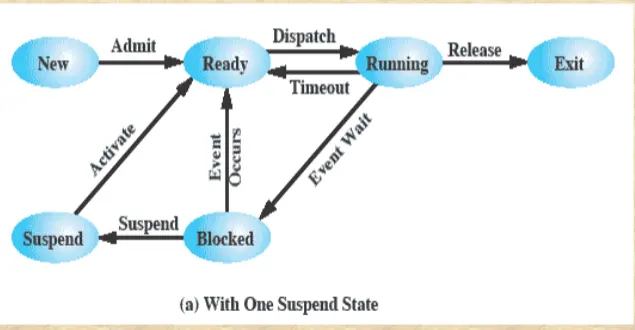 New
Admit
Ready
Dispatch
Timeout
Running
Release
Exit
Activate
Event
Occurs
Event Wait
Suspend
Suspend
Blocked
(a) With One Suspend State